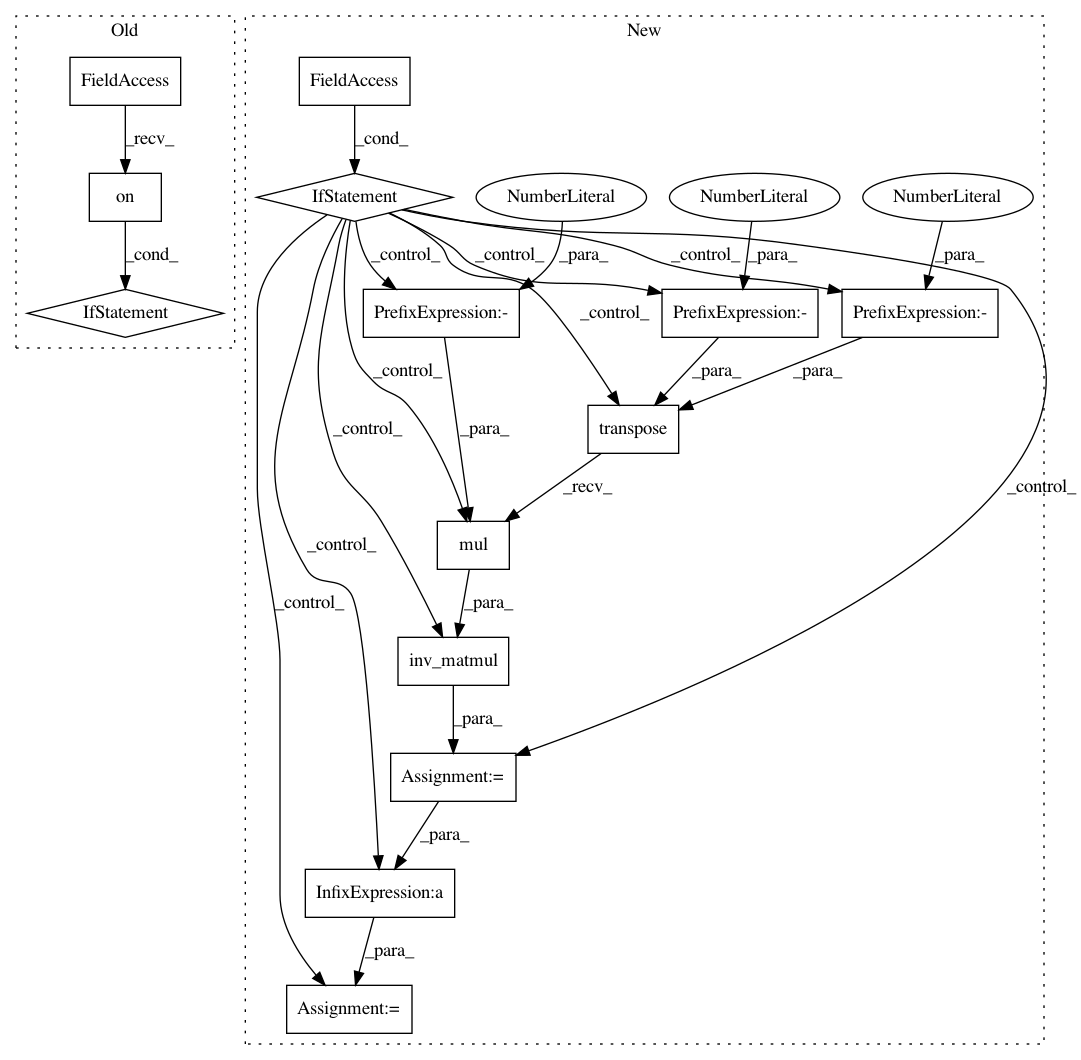 Old
New
FieldAccess
FieldAccess
_recv_
_cond_
on
IfStatement
NumberLiteral
NumberLiteral
NumberLiteral
_cond_
_control_
_para_
_control_
_para_
_control_
_para_
IfStatement
PrefixExpression:-
_control_
PrefixExpression:-
PrefixExpression:-
_control_
_para_
_para_
_control_
_para_
transpose
_control_
_recv_
_control_
mul
_control_
_para_
inv_matmul
_para_
Assignment:=
_para_
InfixExpression:a
_para_
Assignment:=